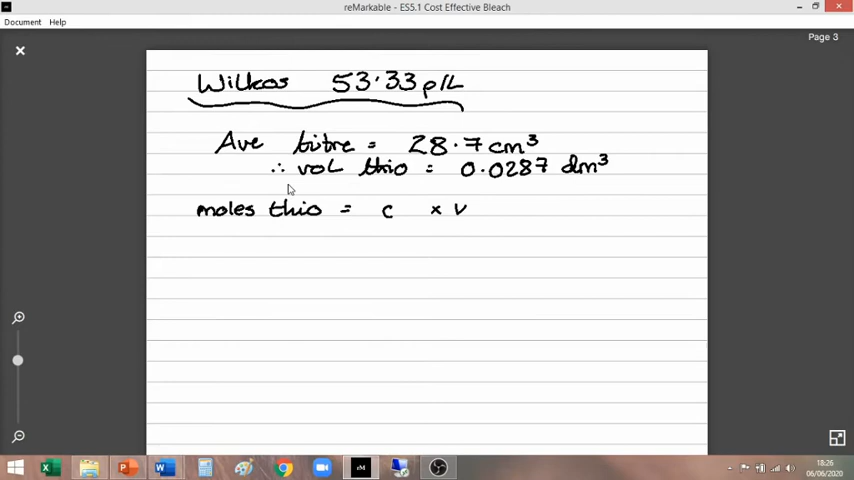 reMarkable - ES5.1 Cost Effective Bleach
Document Help
Page 3
Wilkos 53.33 p/L
Ave titre = 28.7 cm³
∴ vol thio = 0.0287 dm³
moles thio = c × v
18:26
06/06/2020